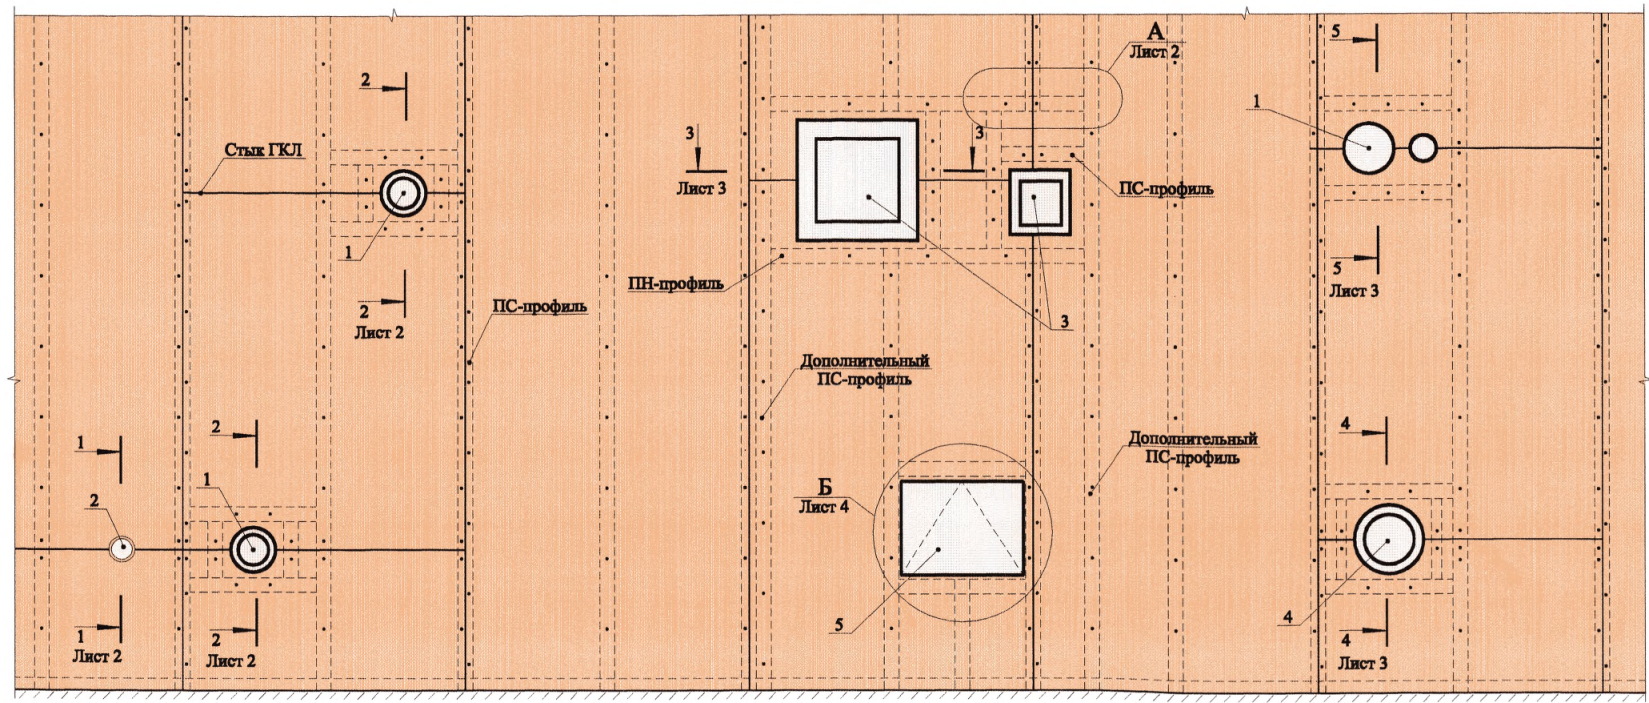 5
А
Лист 2
2
1
3
3
Стык ГКЛ
Лист 3
ПС-профиль
1
5
ПН-профиль
Лист 3
2
Лист 2
ПС-профиль
3
Дополнительный
ПС-профиль
2
4
1
Дополнительный
ПС-профиль
1
Б
2
Лист 4
5
4
1
2
4
Лист 2
Лист 2
Лист 3